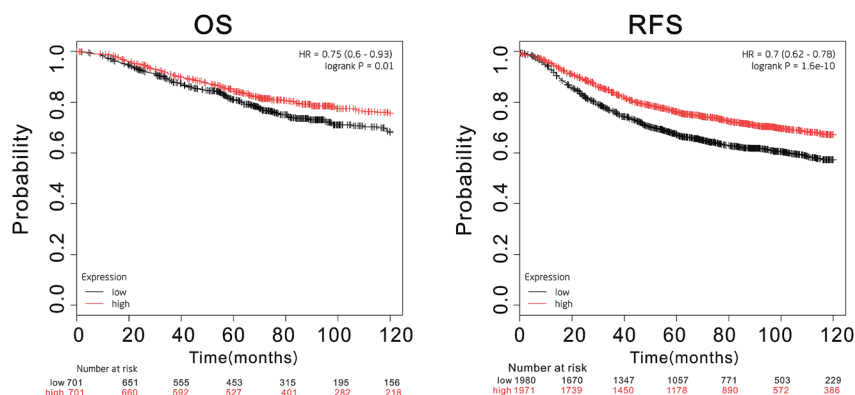 OS
HR = 0.75 (0.6 - 0.93)
logrank P = 0.01
Probability
1.0
0.8
0.6
0.4
0.2
0.0
Expression
low
high
0 20 40 60 80 100 120
Time(months)
Number at risk
low 701 651 555 453 315 195 156
high 701 660 592 527 401 282 218
RFS
HR = 0.7 (0.62 - 0.78)
logrank P = 1.6e-10
Probability
1.0
0.8
0.6
0.4
0.2
0.0
Expression
low
high
0 20 40 60 80 100 120
Time(months)
Number at risk
low 1980 1670 1347 1057 771 503 229
high 1971 1739 1450 1178 890 572 386